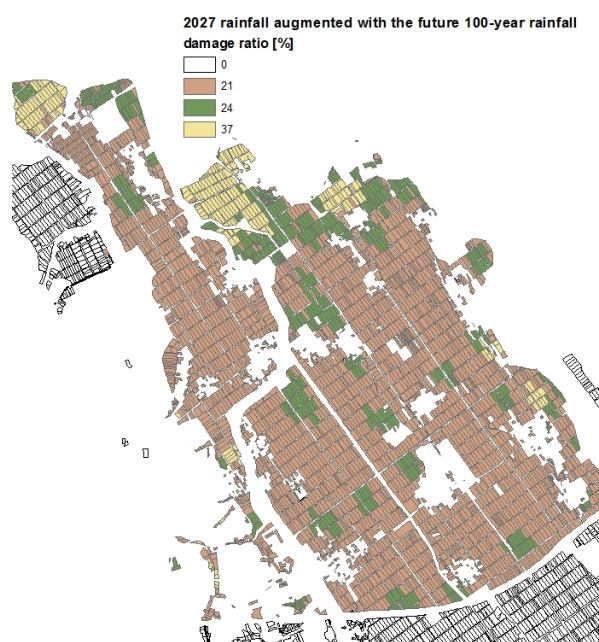 2027 rainfall augmented with the future 100-year rainfall
damage ratio [%]
0
21
24
37